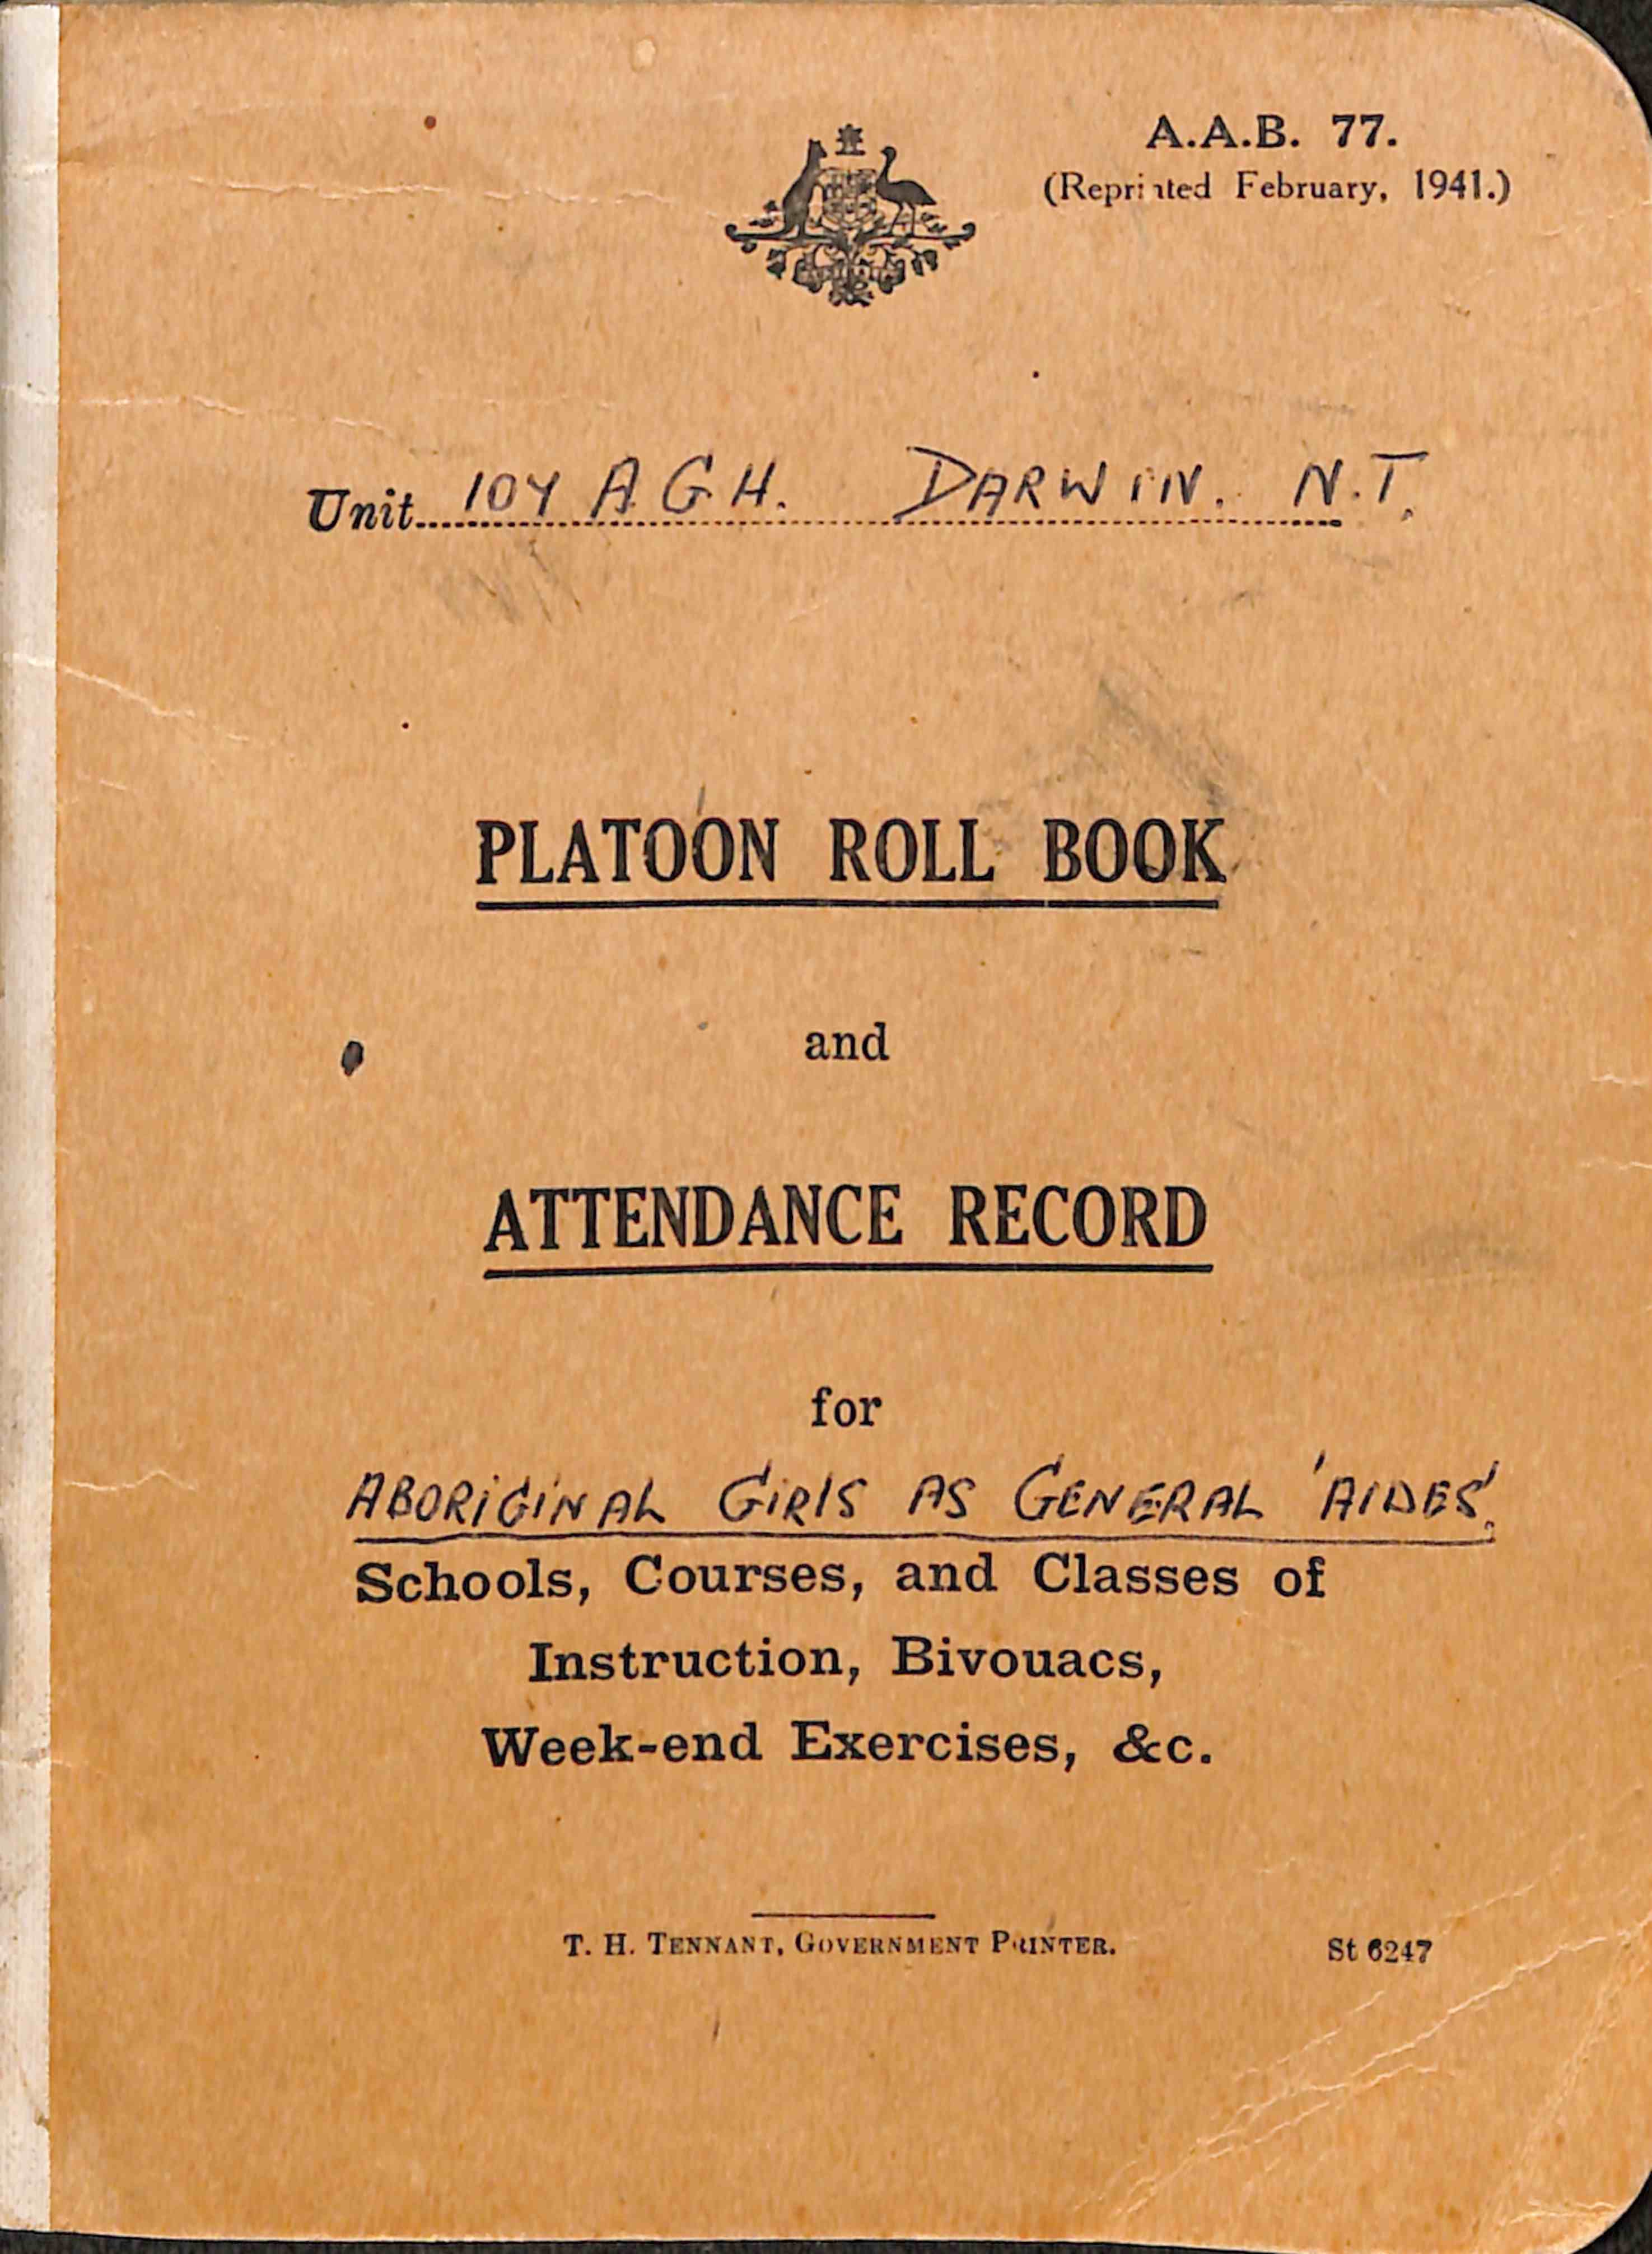 A.A.B. 77.
(Reprinted February, 1941.)
Unit 104 A.G.H. DARWIN. N.T.
PLATOON ROLL BOOK
and
ATTENDANCE RECORD
for
ABORIGINAL GIRLS AS GENERAL 'AIDES'.
Schools, Courses, and Classes of
Instruction, Bivouacs,
Week-end Exercises, &c.
T. H. TENNANT, GOVERNMENT PRINTER.
St 6247